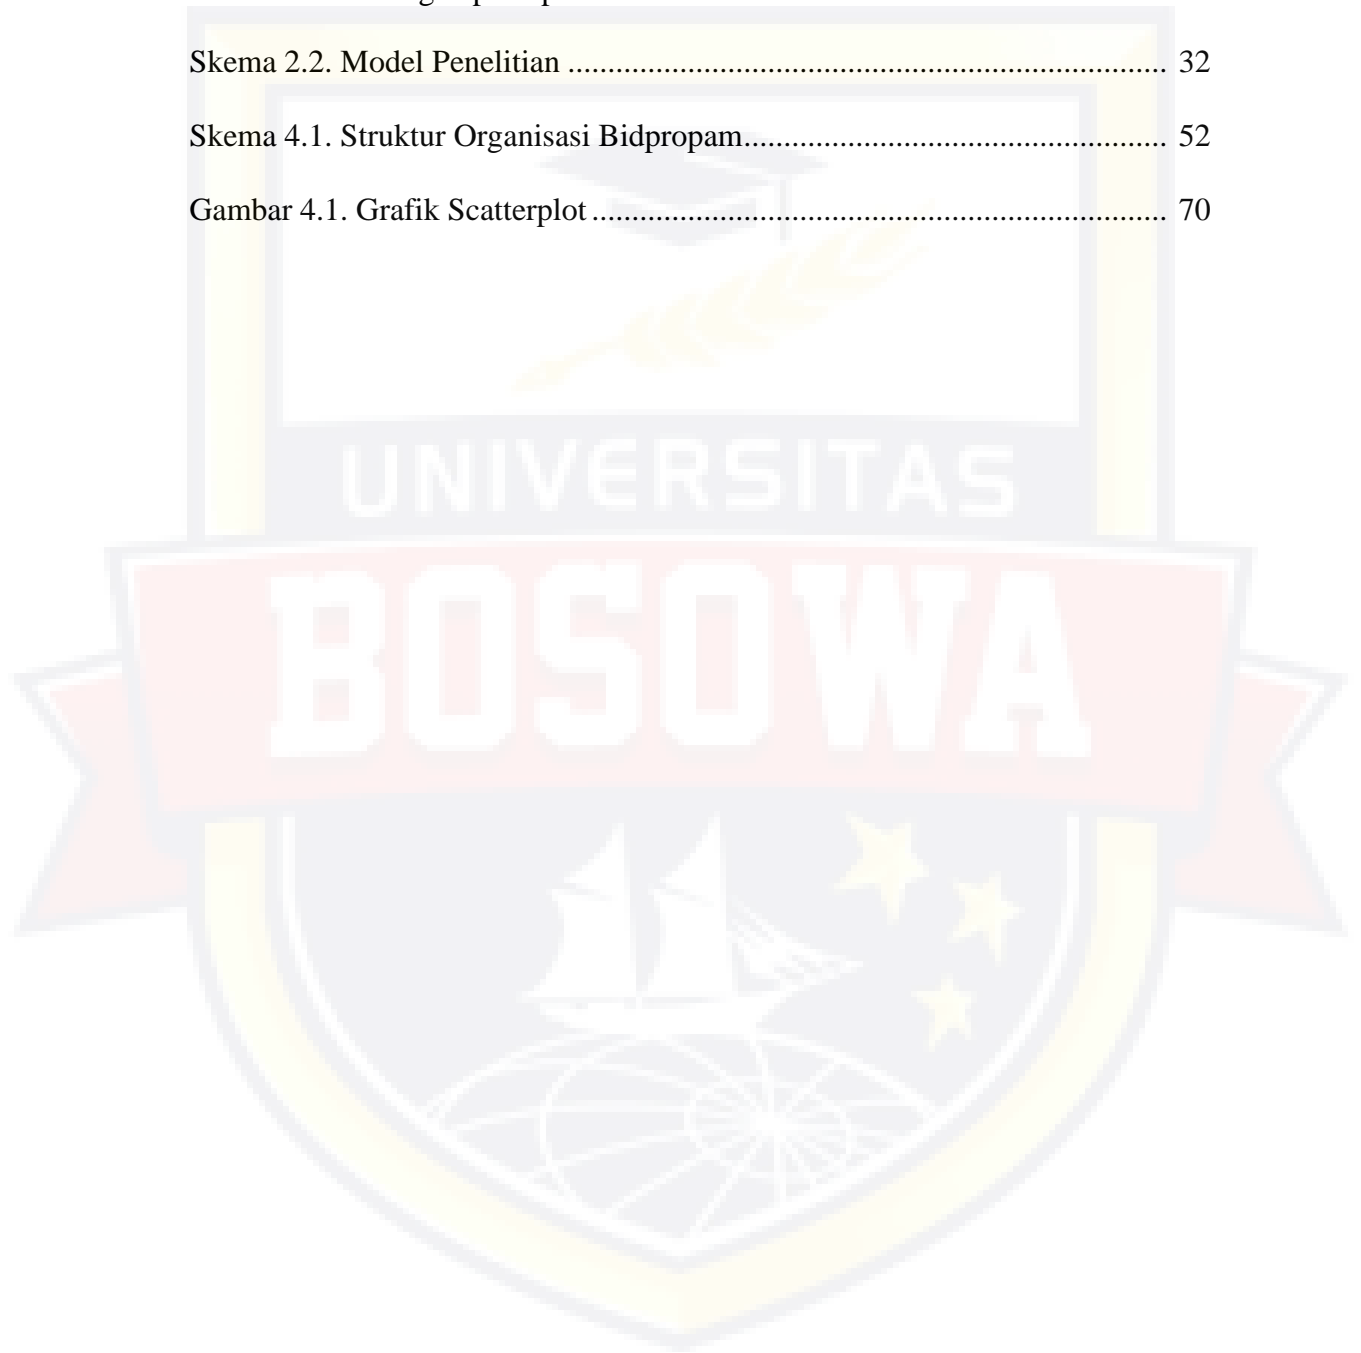 Skema 2.2. Model Penelitian ........................................................................... 32
Skema 4.1. Struktur Organisasi Bidpropam..................................................... 52
Gambar 4.1. Grafik Scatterplot ........................................................................ 70
UNIVERSITAS
BOSOWA